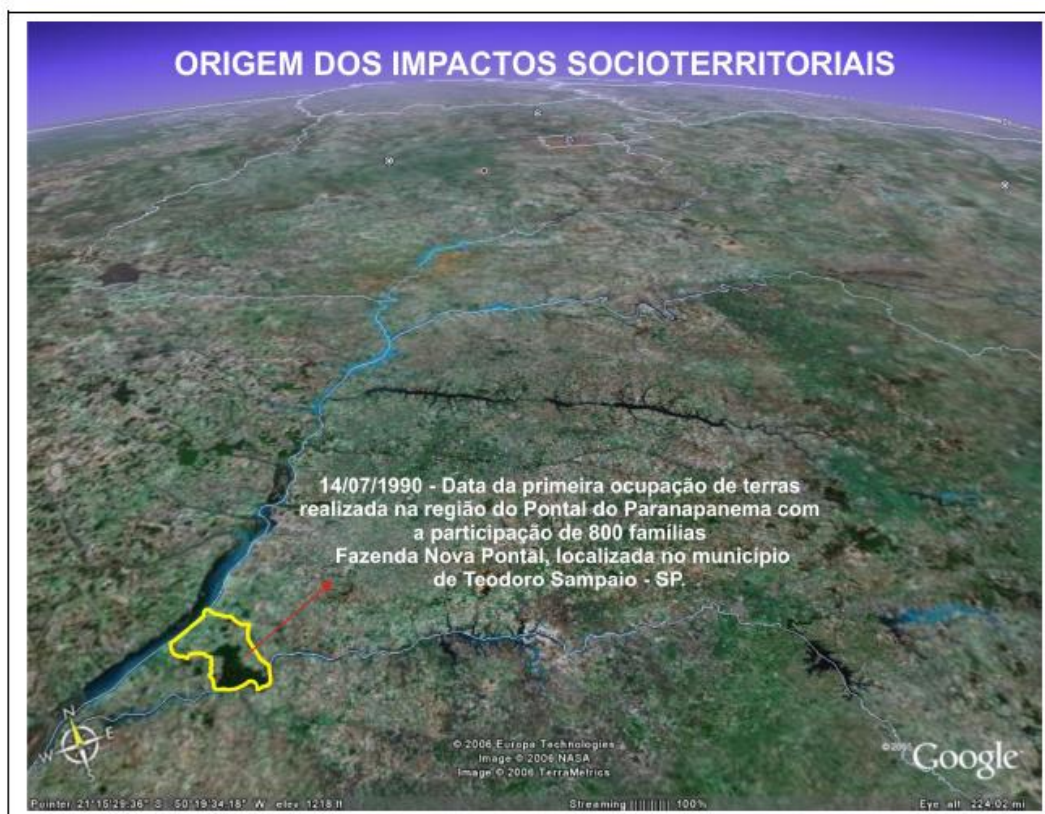 ORIGEM DOS IMPACTOS SOCIOTERRITORIAIS
14/07/1990 - Data da primeira ocupação de terras
realizada na região do Pontal do Paranapanema com
a participação de 800 famílias
Fazenda Nova Pontal, localizada no município
de Teodoro Sampaio - SP.
N
W E
© 2006 Europa Technologies
Image © 2006 NASA
Image © 2006 TerraMetrics
Google
Pointer 21°15'29.36" S 50°19'34.18" W elev 1218 ft Streaming |||||||||| 100% Eye alt 224.02 mi